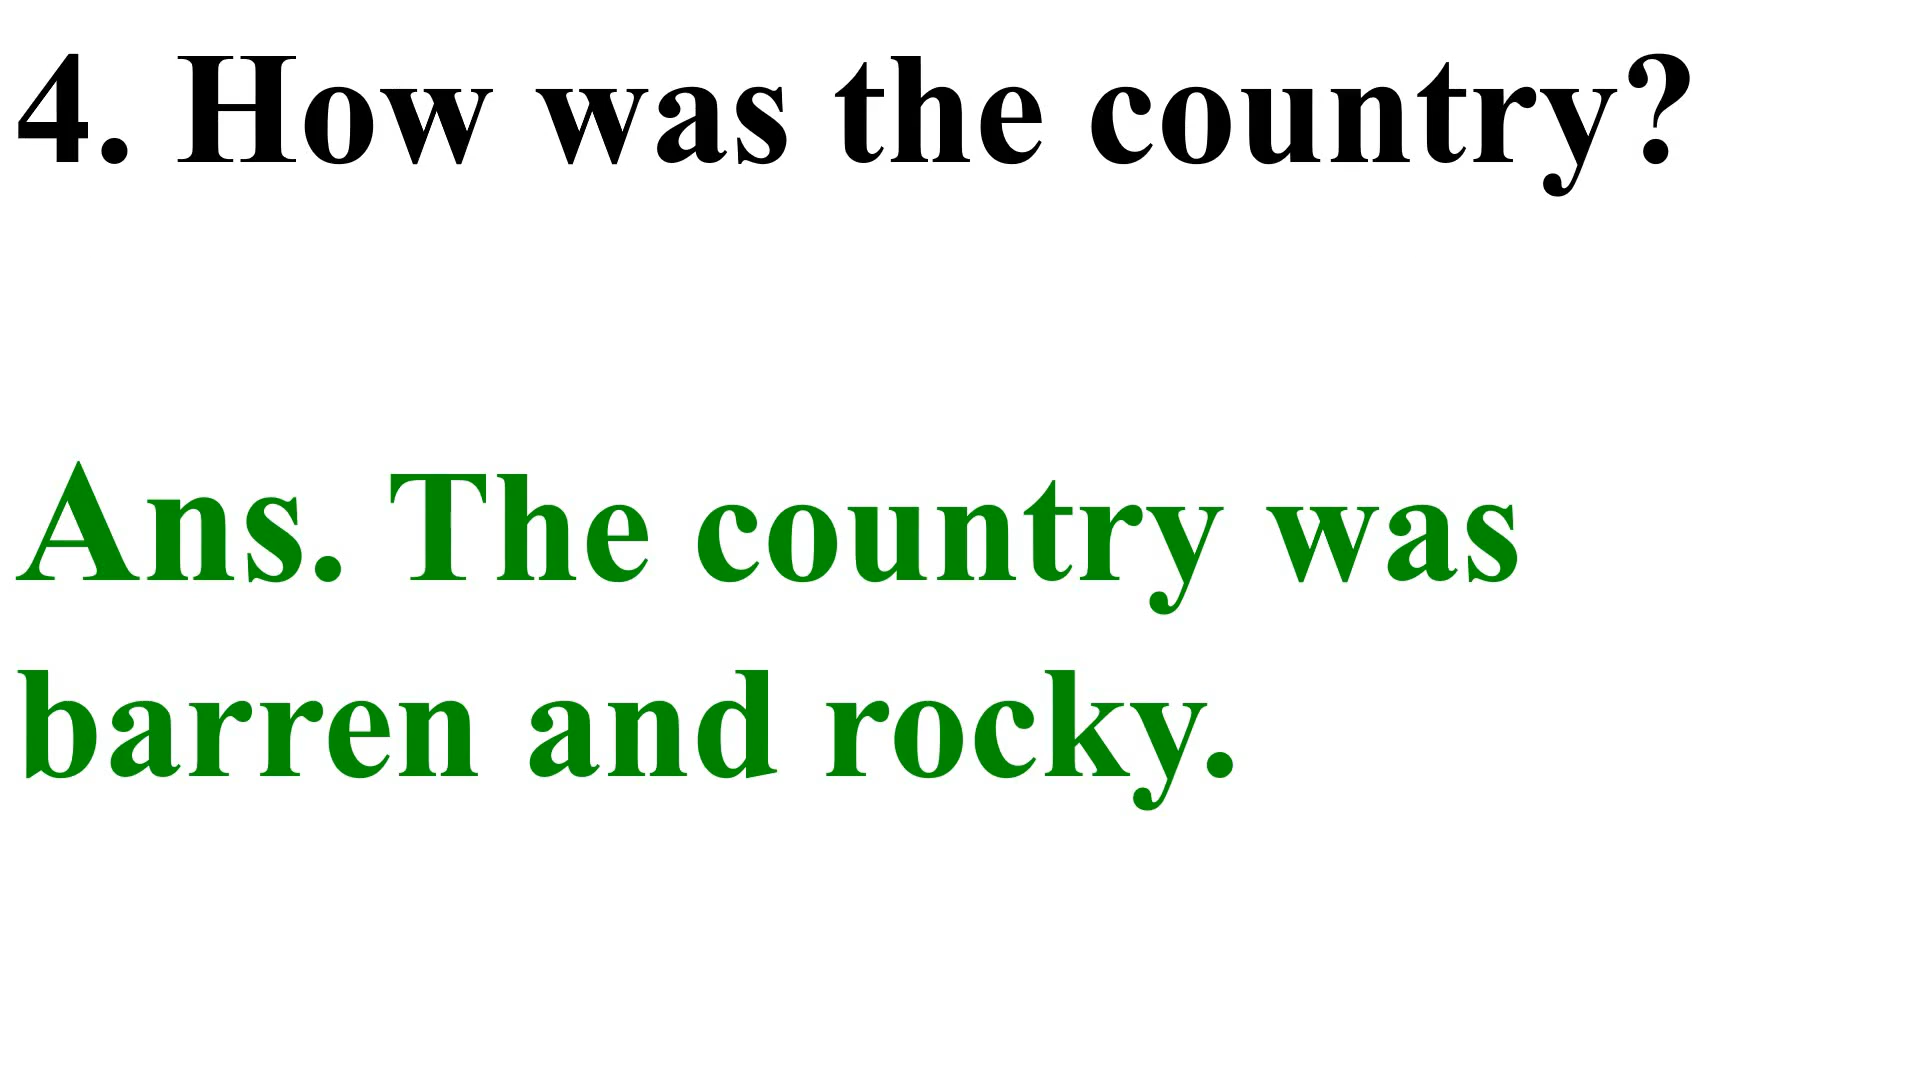 4. How was the country?
Ans. The country was
barren and rocky.